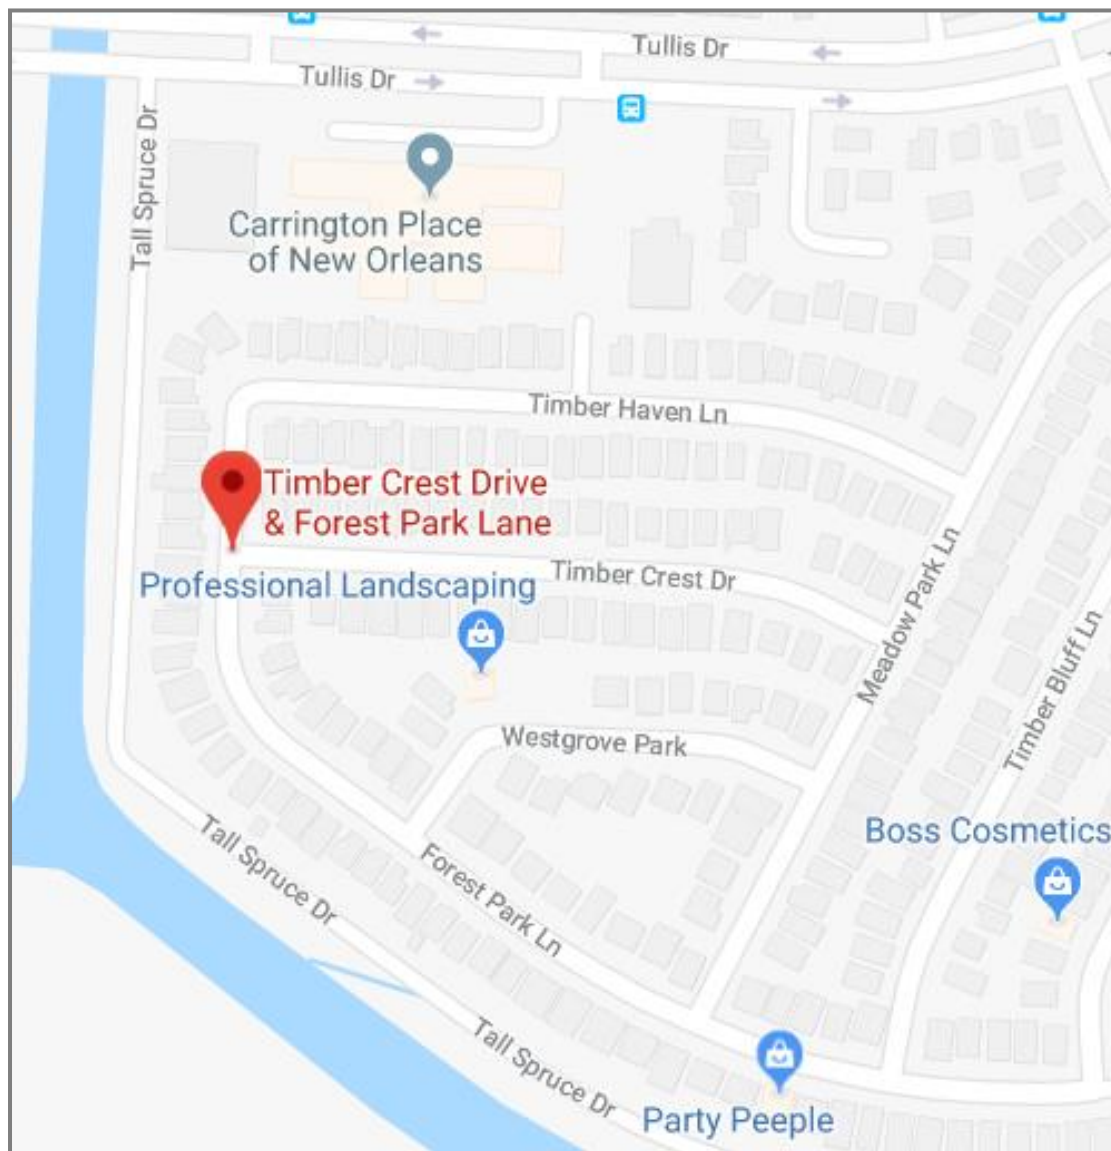 Tullis Dr
Tullis Dr
Tall Spruce Dr
Carrington Place
of New Orleans
Timber Haven Ln
Timber Crest Drive
& Forest Park Lane
Timber Crest Dr
Professional Landscaping
Meadow Park Ln
Timber Bluff Ln
Westgrove Park
Boss Cosmetics
Tall Spruce Dr
Forest Park Ln
Tall Spruce Dr
Party Peeple